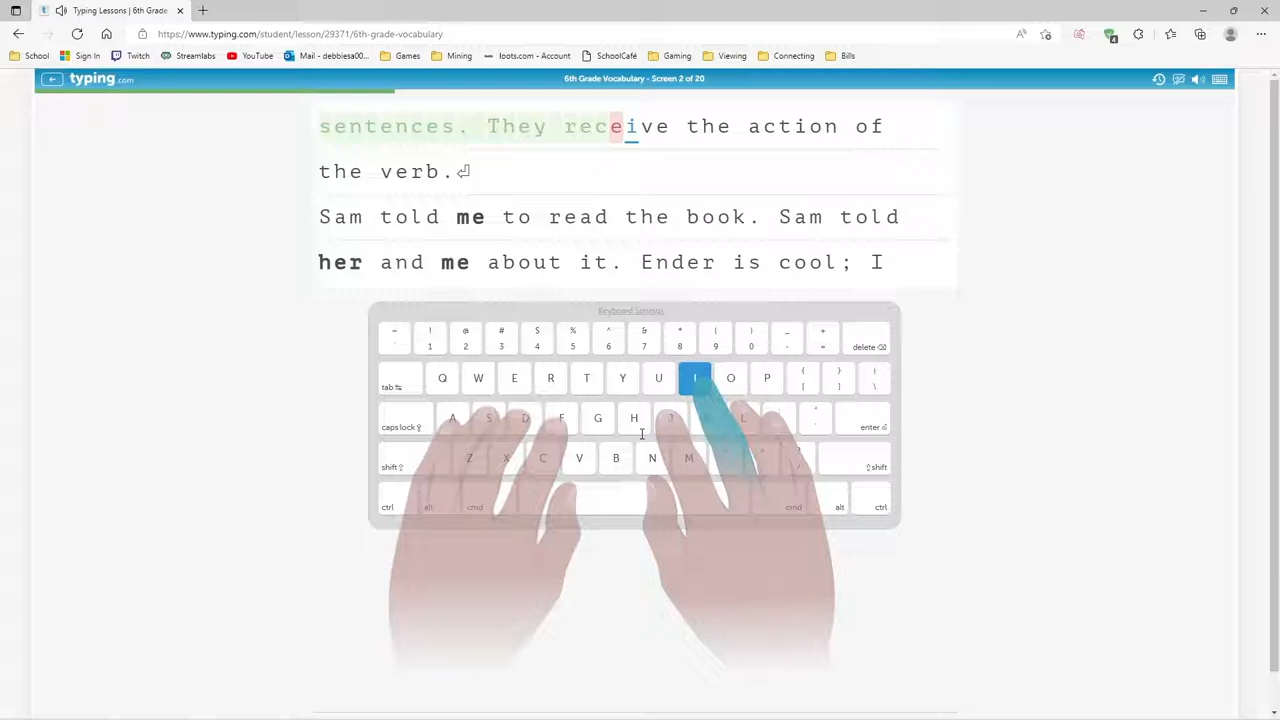 Typing Lessons | 6th Grade
https://www.typing.com/student/lesson/29371/6th-grade-vocabulary
School Sign In Twitch Streamlabs YouTube Mail - debbiesa00... Games Mining loots.com - Account SchoolCafé Gaming Viewing Connecting Bills
typing.com
6th Grade Vocabulary - Screen 2 of 20
sentences. They receive the action of
the verb.⏎
Sam told me to read the book. Sam told
her and me about it. Ender is cool; I
Keyboard Settings
~ ! @ # $ % ^ & * ( ) _ +
1 2 3 4 5 6 7 8 9 0 - = delete
tab Q W E R T Y U I O P { [ } ] \
caps lock A S D F G H J L ; enter
shift Z X C V B N M shift
ctrl alt cmd cmd alt ctrl